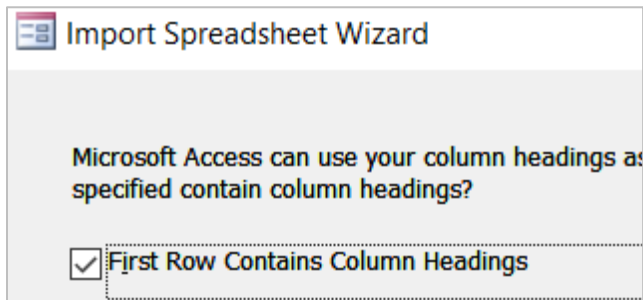 Import Spreadsheet Wizard
Microsoft Access can use your column headings as
specified contain column headings?
First Row Contains Column Headings